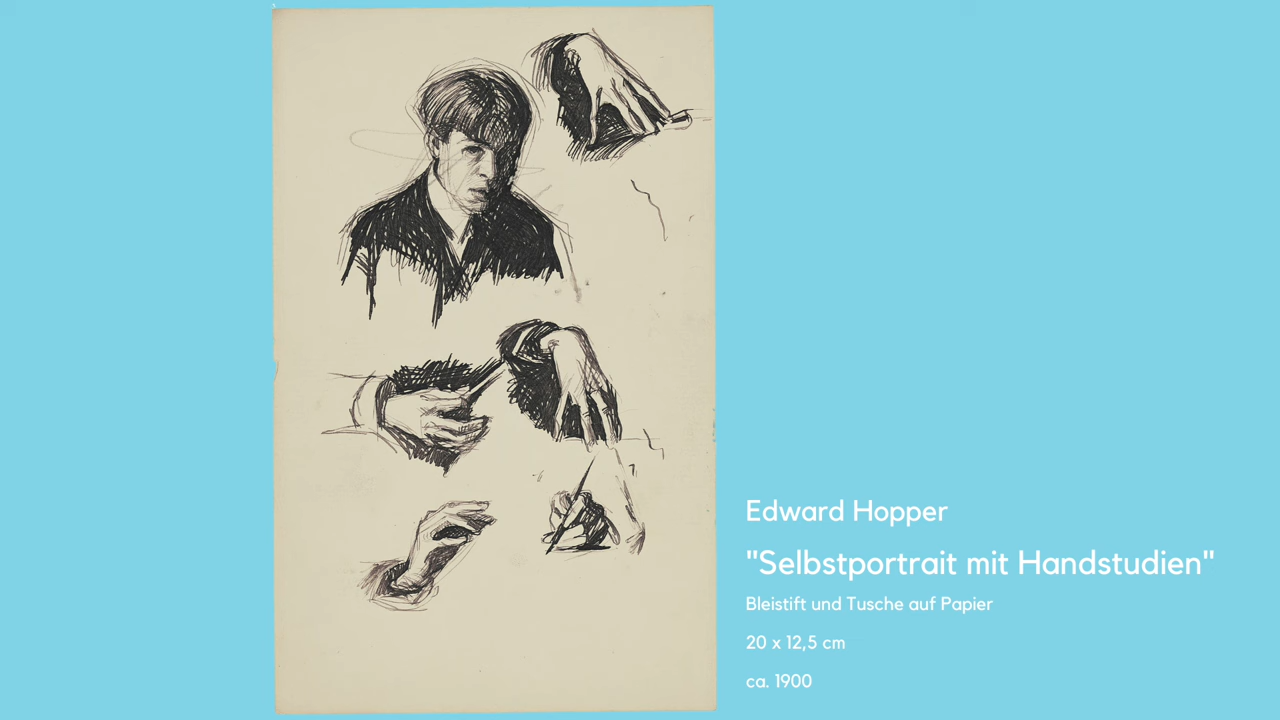 Edward Hopper
"Selbstportrait mit Handstudien"
Bleistift und Tusche auf Papier
20 x 12,5 cm
ca. 1900